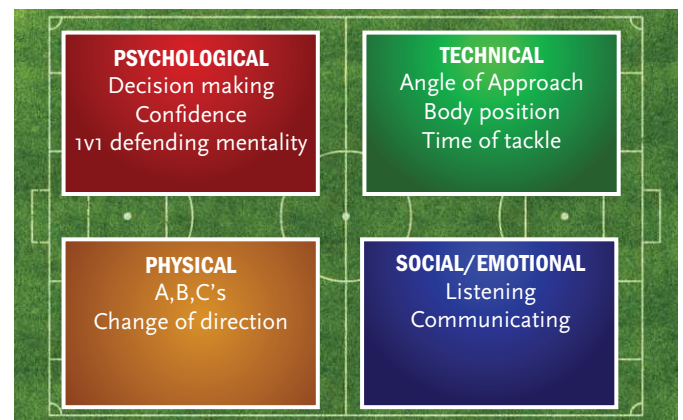 PSYCHOLOGICAL
Decision making
Confidence
1v1 defending mentality
TECHNICAL
Angle of Approach
Body position
Time of tackle
PHYSICAL
A,B,C's
Change of direction
SOCIAL/EMOTIONAL
Listening
Communicating